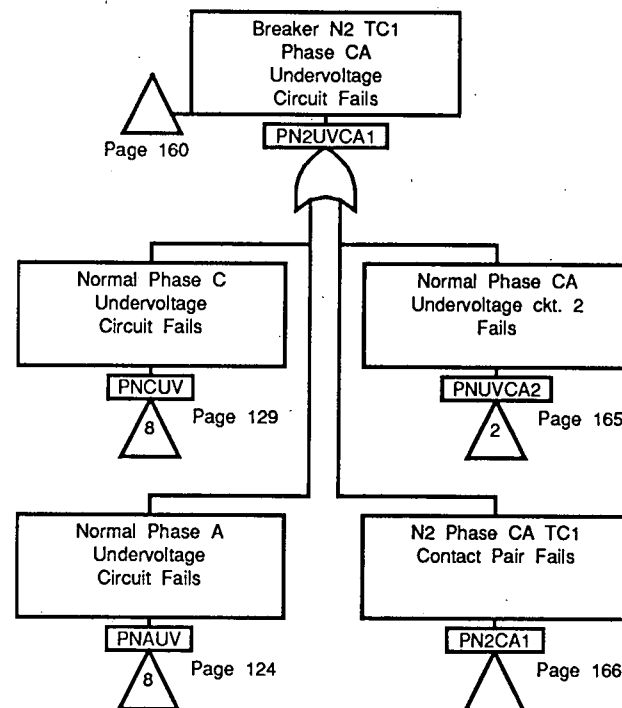 Breaker N2 TC1
Phase CA
Undervoltage
Circuit Fails
PN2UVCA1
Page 160
Normal Phase C
Undervoltage
Circuit Fails
PNCUV
8
Page 129
Normal Phase CA
Undervoltage ckt. 2
Fails
PNUVCA2
2
Page 165
Normal Phase A
Undervoltage
Circuit Fails
PNAUV
8
Page 124
N2 Phase CA TC1
Contact Pair Fails
PN2CA1
Page 166